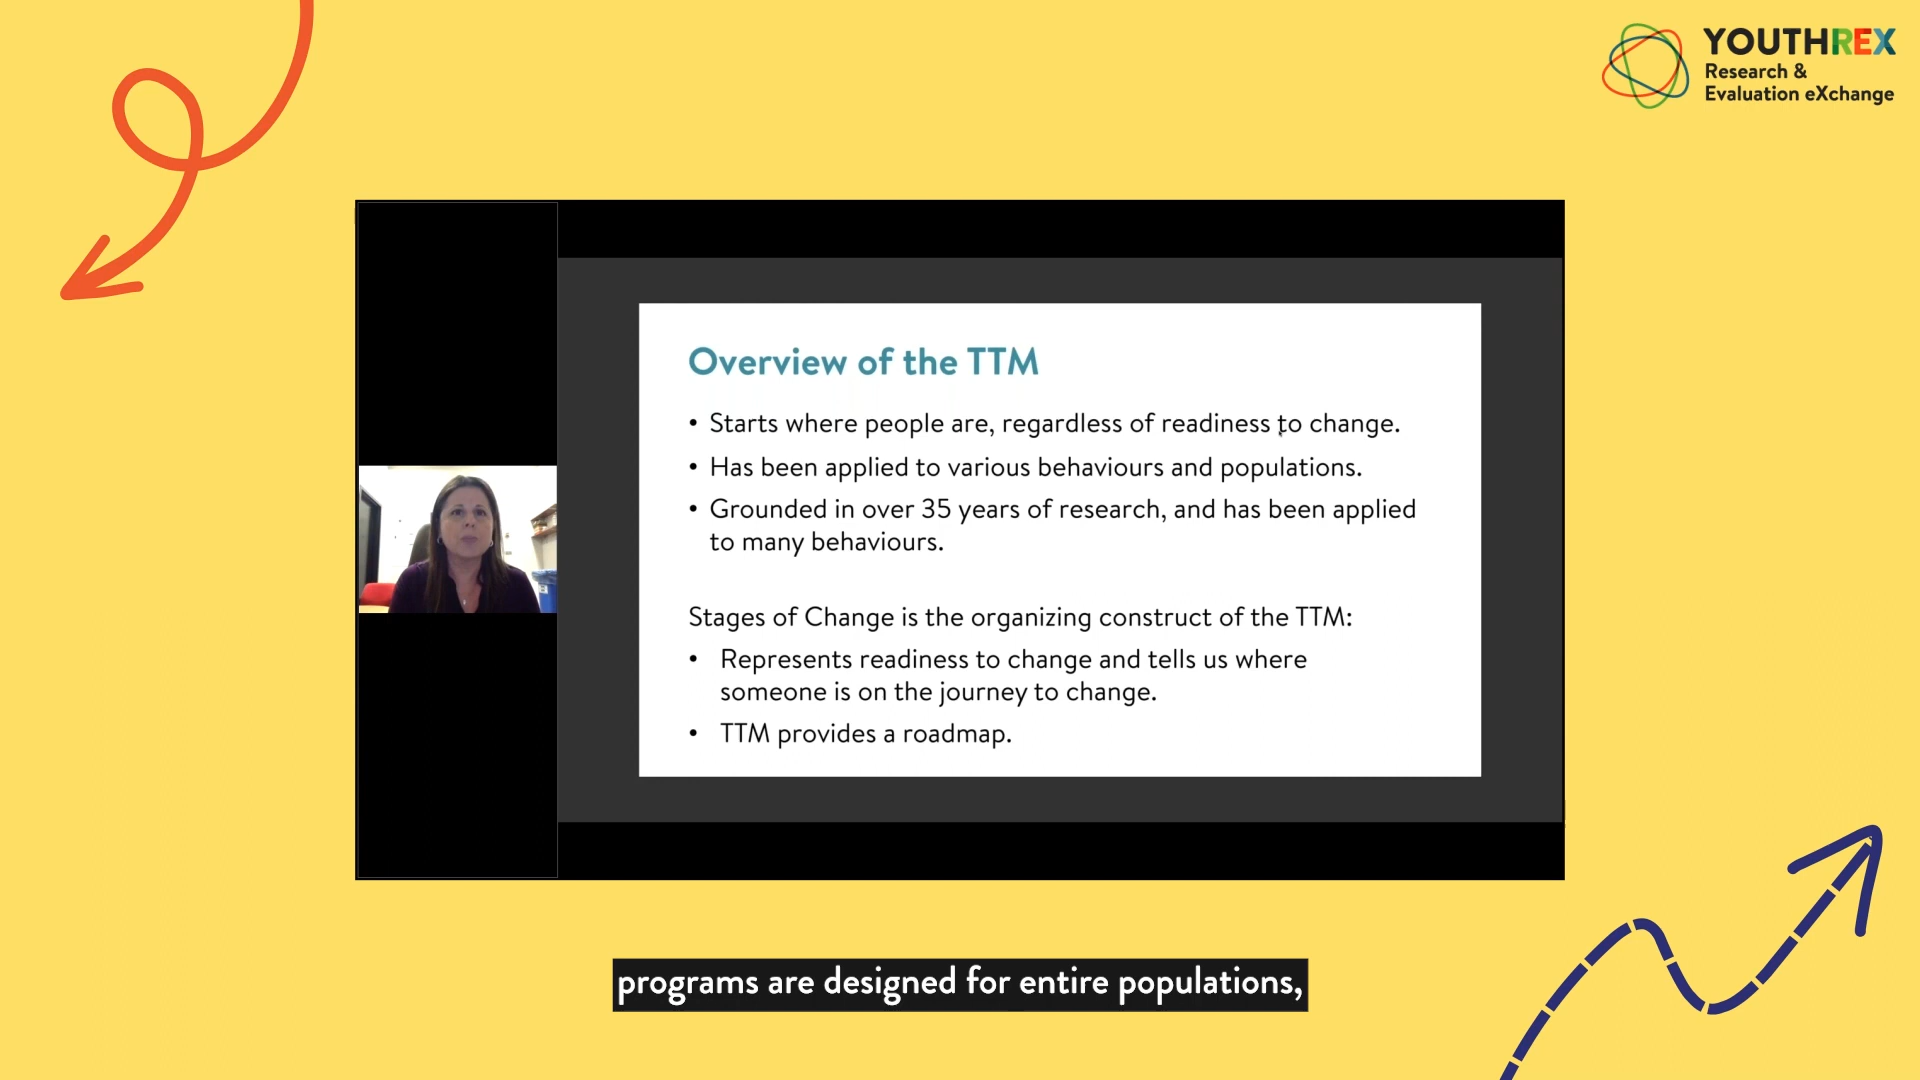 YOUTHREX
Research &
Evaluation eXchange
Overview of the TTM
• Starts where people are, regardless of readiness to change.
• Has been applied to various behaviours and populations.
• Grounded in over 35 years of research, and has been applied
to many behaviours.
Stages of Change is the organizing construct of the TTM:
• Represents readiness to change and tells us where
someone is on the journey to change.
• TTM provides a roadmap.
programs are designed for entire populations,